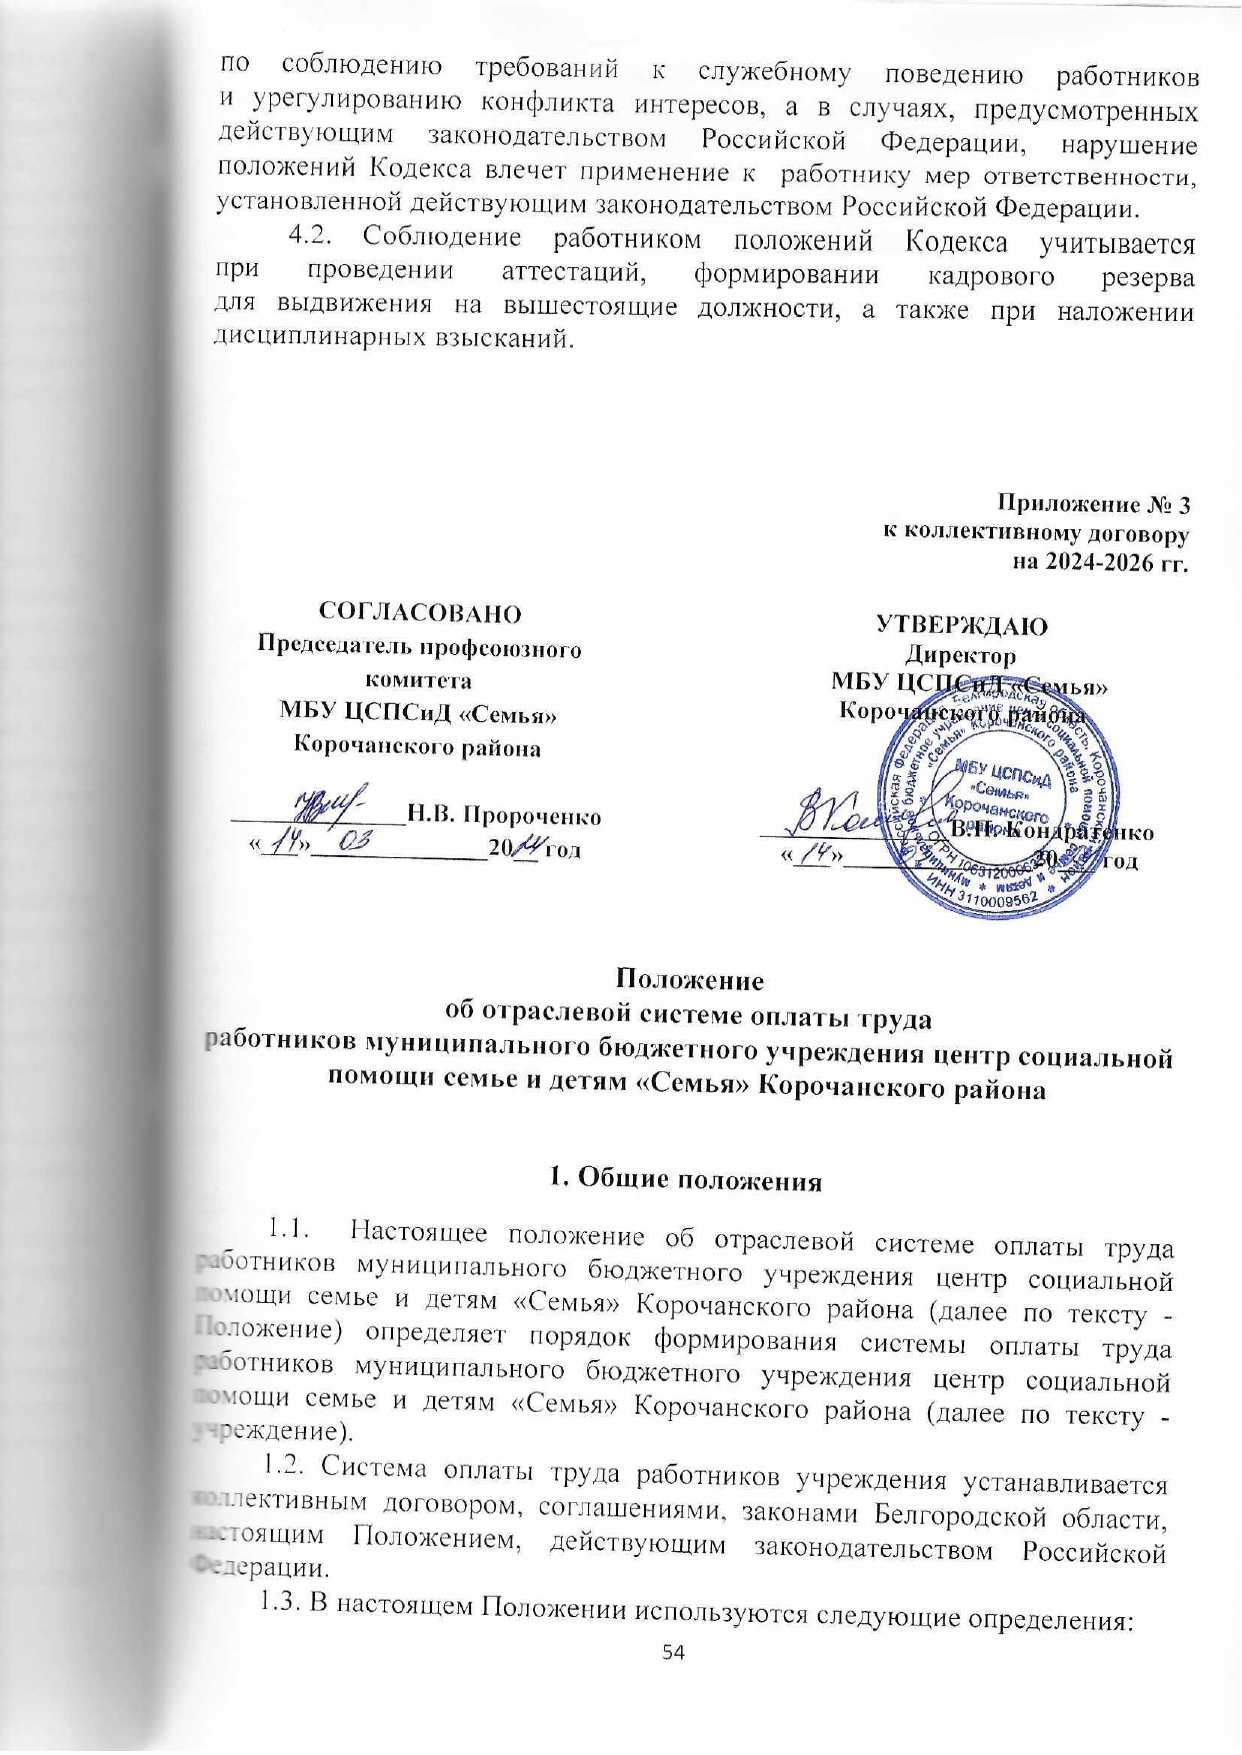 по соблюдению требований к служебному поведению работников
и урегулированию конфликта интересов, а в случаях, предусмотренных
действующим законодательством Российской Федерации, нарушение
положений Кодекса влечет применение к работнику мер ответственности,
установленной действующим законодательством Российской Федерации.
4.2. Соблюдение работником положений Кодекса учитывается
при проведении аттестаций, формировании кадрового резерва
для выдвижения на вышестоящие должности, а также при наложении
дисциплинарных взысканий.
Приложение № 3
к коллективному договору
на 2024-2026 гг.
СОГЛАСОВАНО
Председатель профсоюзного
комитета
МБУ ЦСПСиД «Семья»
Корочанского района
Н.В. Пророченко
«14» 03 2024 год
УТВЕРЖДАЮ
Директор
МБУ ЦСПСиД «Семья»
Корочанского района
В.П. Кондратенко
«14» 20 год
МБУ ЦСПСиД
«Семья»
Корочанского
района
ИНН 3110009562
Положение
об отраслевой системе оплаты труда
работников муниципального бюджетного учреждения центр социальной
помощи семье и детям «Семья» Корочанского района
1. Общие положения
1.1. Настоящее положение об отраслевой системе оплаты труда
работников муниципального бюджетного учреждения центр социальной
помощи семье и детям «Семья» Корочанского района (далее по тексту -
Положение) определяет порядок формирования системы оплаты труда
работников муниципального бюджетного учреждения центр социальной
помощи семье и детям «Семья» Корочанского района (далее по тексту -
учреждение).
1.2. Система оплаты труда работников учреждения устанавливается
коллективным договором, соглашениями, законами Белгородской области,
настоящим Положением, действующим законодательством Российской
Федерации.
1.3. В настоящем Положении используются следующие определения:
54